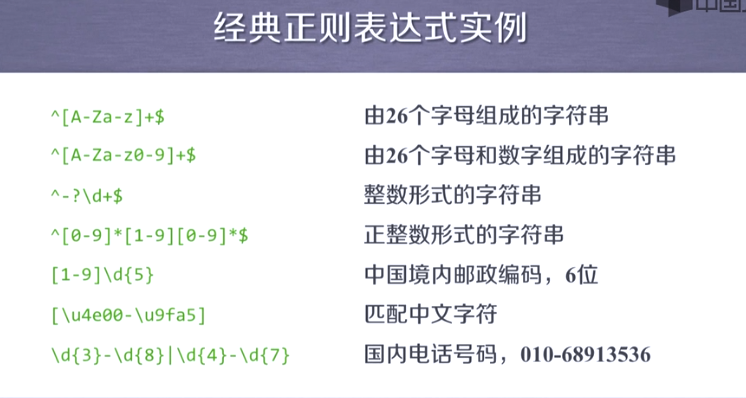 中国
经典正则表达式实例
^[A-Za-z]+$ 由26个字母组成的字符串
^[A-Za-z0-9]+$ 由26个字母和数字组成的字符串
^-?\d+$ 整数形式的字符串
^[0-9]*[1-9][0-9]*$ 正整数形式的字符串
[1-9]\d{5} 中国境内邮政编码，6位
[\u4e00-\u9fa5] 匹配中文字符
\d{3}-\d{8}|\d{4}-\d{7} 国内电话号码，010-68913536